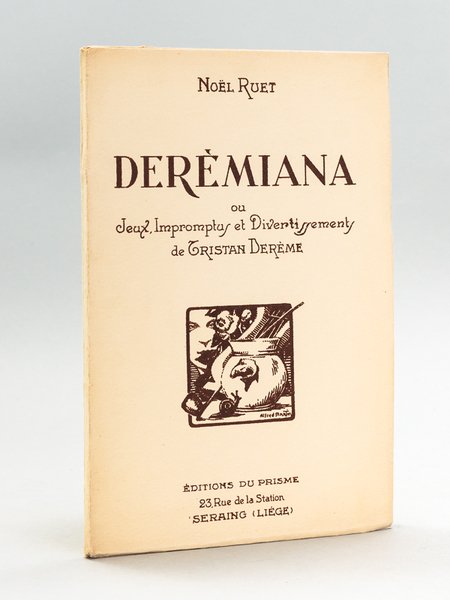 NOËL RUET
DERÈMIANA
ou
Jeux, Impromptus et Divertissements
de TRISTAN DERÈME
Alfred Martin
ÉDITIONS DU PRISME
23, Rue de la Station
SERAING (LIÉGE)